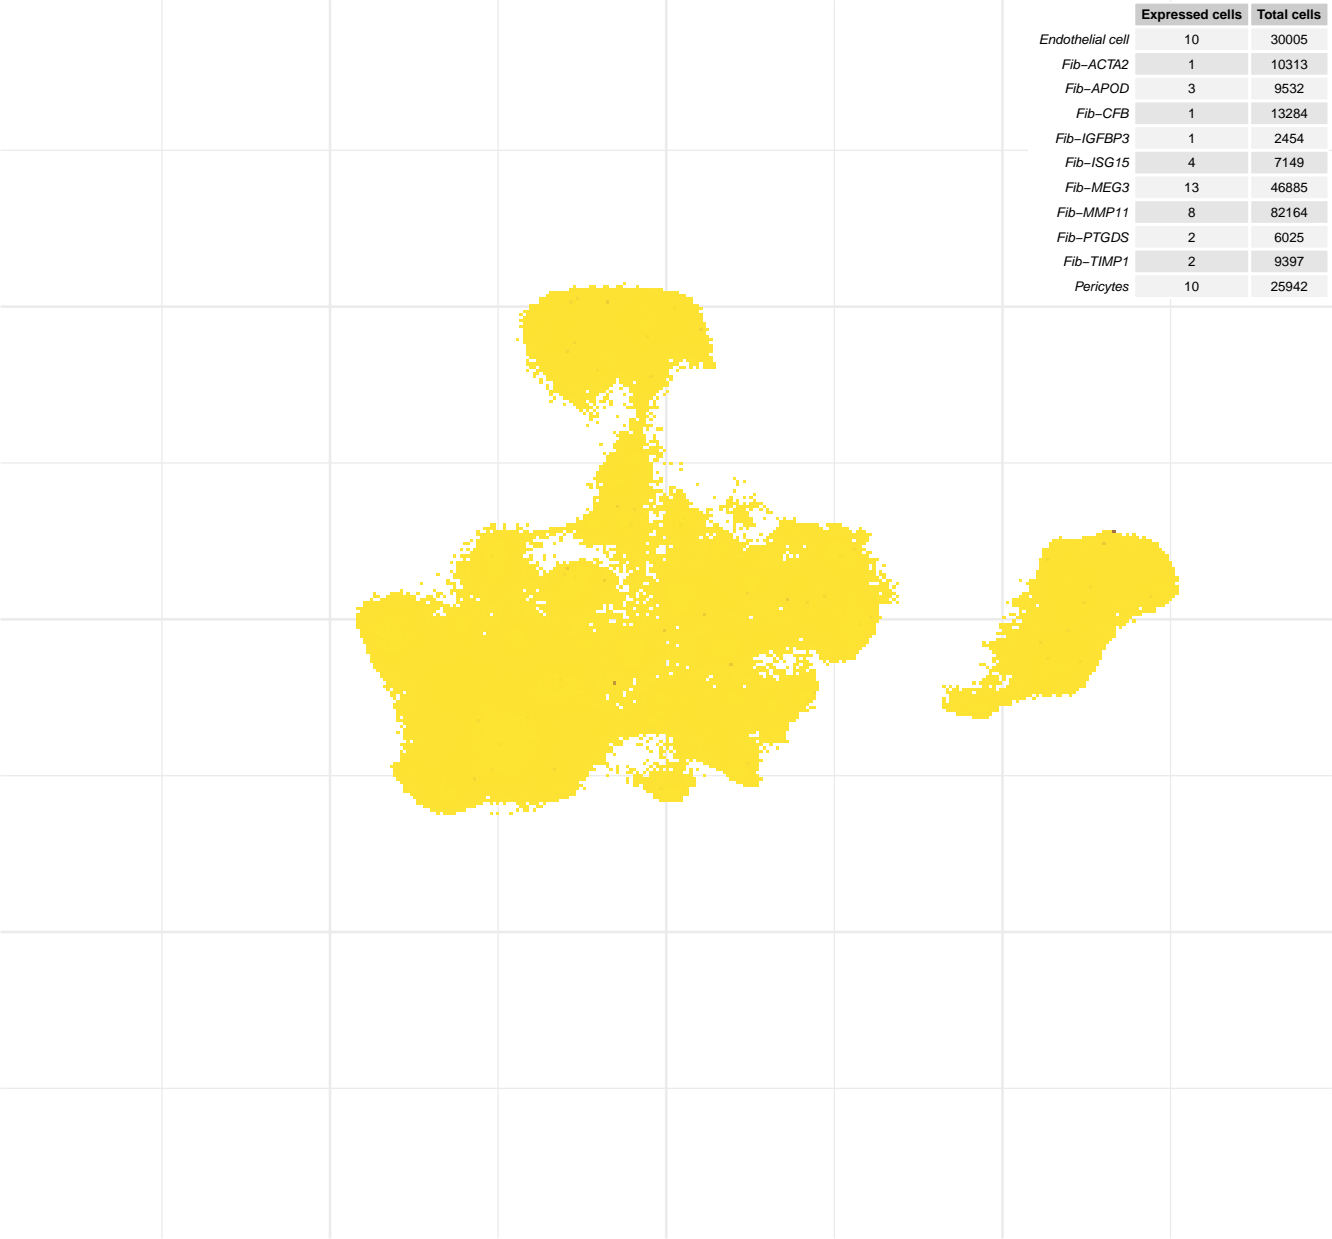 Expressed cells Total cells
Endothelial cell 10 30005
Fib−ACTA2 1 10313
Fib−APOD 3 9532
Fib−CFB 1 13284
Fib−IGFBP3 1 2454
Fib−ISG15 4 7149
Fib−MEG3 13 46885
Fib−MMP11 8 82164
Fib−PTGDS 2 6025
Fib−TIMP1 2 9397
Pericytes 10 25942